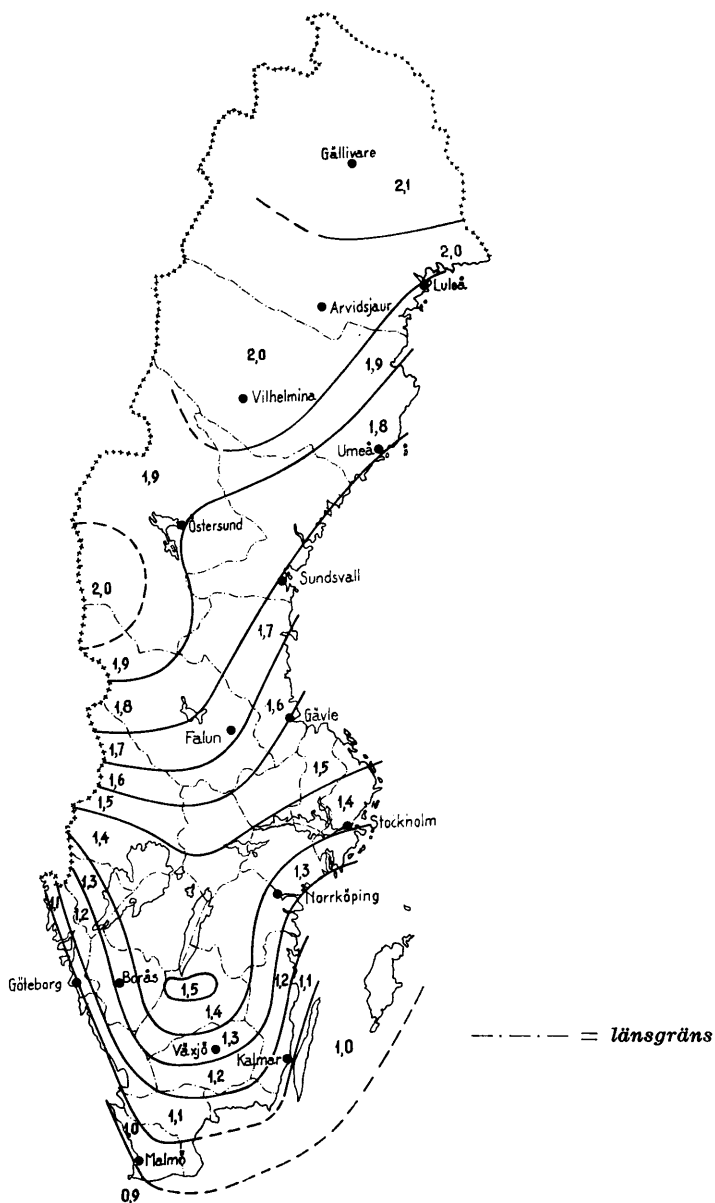 Gällivare
2,1
2,0
Luleå
Arvidsjaur
2,0
1,9
Vilhelmina
1,8
Umeå
1,9
Östersund
Sundsvall
2,0
1,7
1,9
1,8
1,6
Gävle
Falun
1,7
1,5
1,6
1,5
1,4
Stockholm
1,4
1,3
1,3
Norrköping
1,1
1,2
Göteborg
Borås
1,5
1,2
1,1
1,4
= länsgräns
Växjö
1,3
Kalmar
1,0
1,2
1,1
1,0
Malmö
0,9